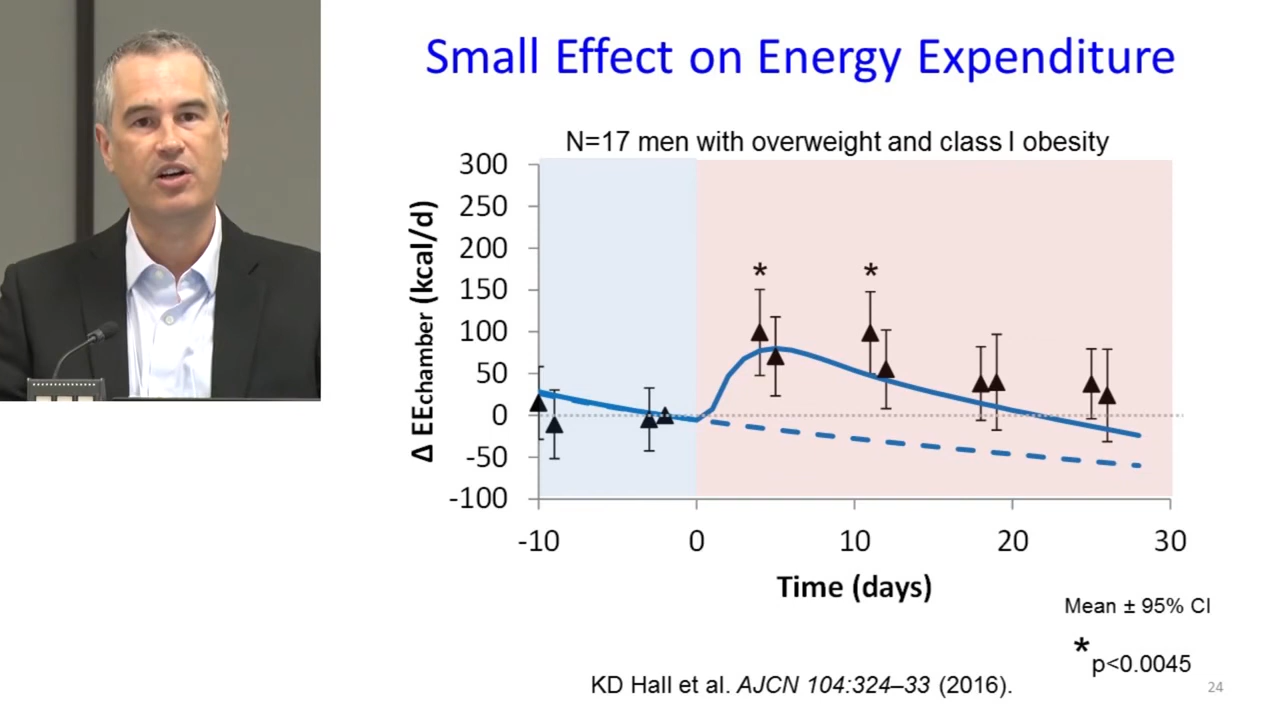 Small Effect on Energy Expenditure
N=17 men with overweight and class I obesity
300
250
200
150
100
50
0
-50
-100
Δ EEchamber (kcal/d)
* *
-10 0 10 20 30
Time (days)
Mean ± 95% CI
* p<0.0045
KD Hall et al. AJCN 104:324–33 (2016).
24